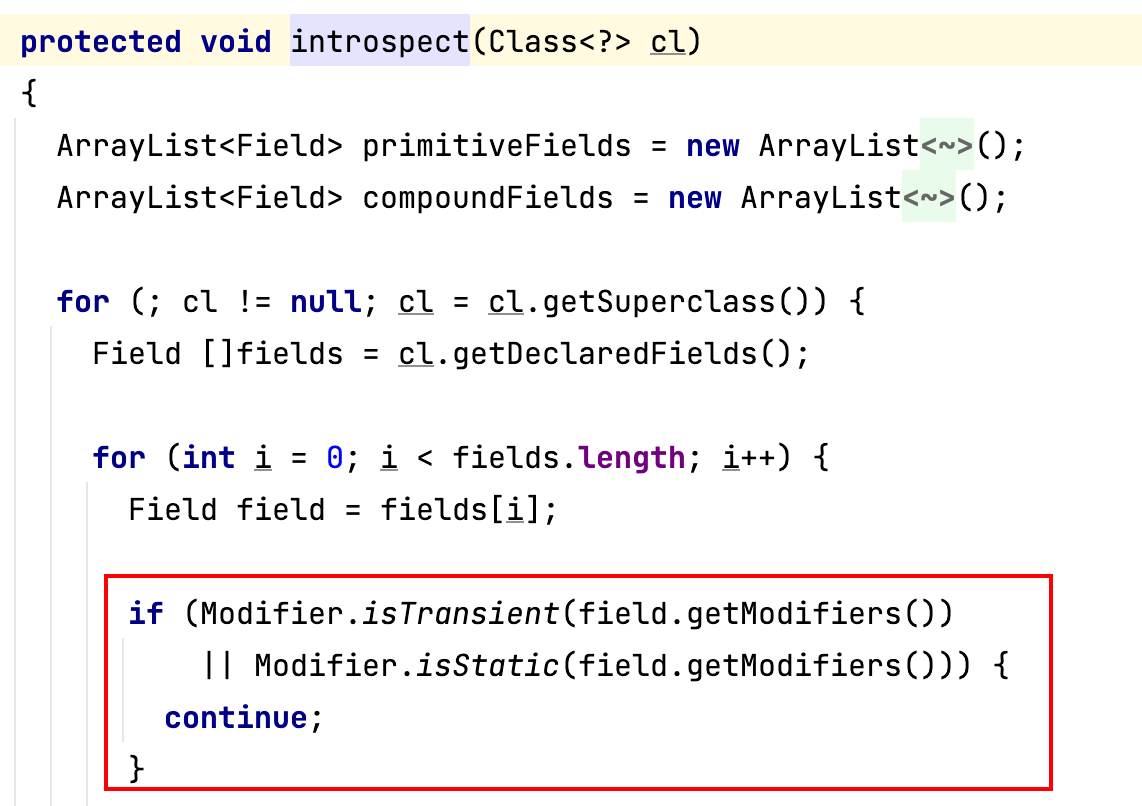 protected void introspect(Class<?> cl)
{
ArrayList<Field> primitiveFields = new ArrayList<~>();
ArrayList<Field> compoundFields = new ArrayList<~>();
for (; cl != null; cl = cl.getSuperclass()) {
Field []fields = cl.getDeclaredFields();
for (int i = 0; i < fields.length; i++) {
Field field = fields[i];
if (Modifier.isTransient(field.getModifiers())
|| Modifier.isStatic(field.getModifiers())) {
continue;
}